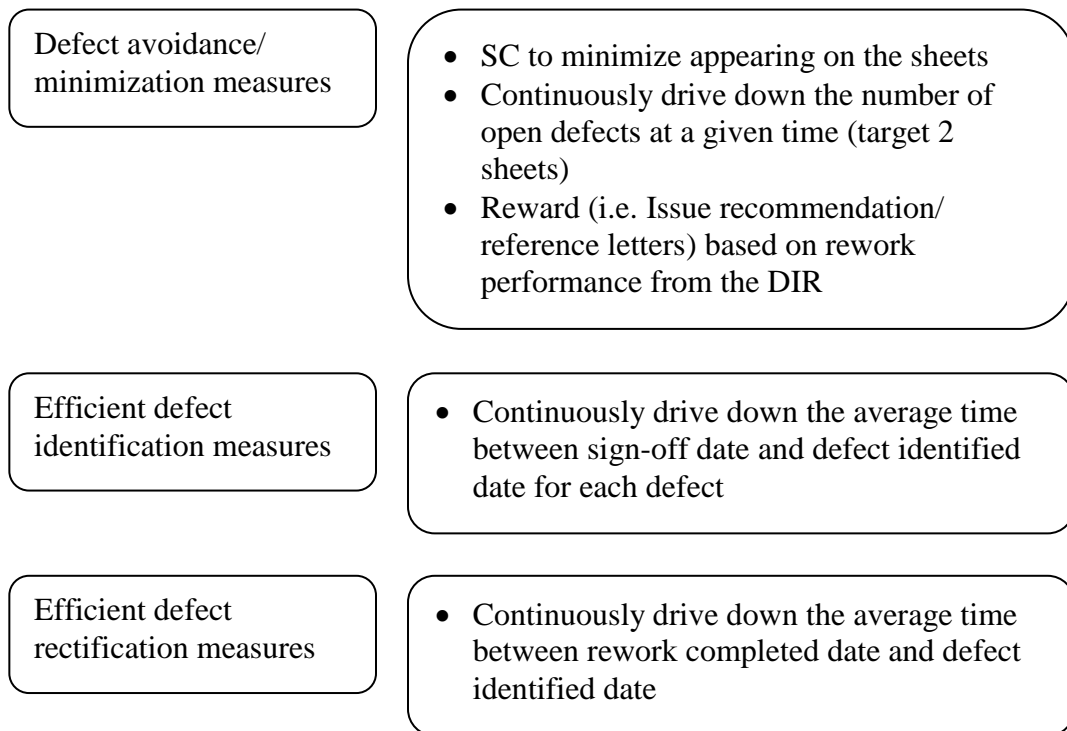 Defect avoidance/
minimization measures
• SC to minimize appearing on the sheets
• Continuously drive down the number of
open defects at a given time (target 2
sheets)
• Reward (i.e. Issue recommendation/
reference letters) based on rework
performance from the DIR
Efficient defect
identification measures
• Continuously drive down the average time
between sign-off date and defect identified
date for each defect
Efficient defect
rectification measures
• Continuously drive down the average time
between rework completed date and defect
identified date